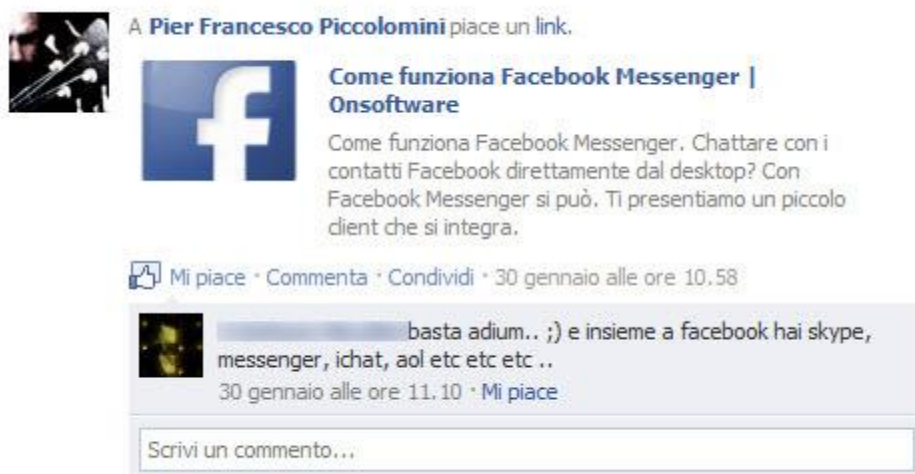 A Pier Francesco Piccolomini piace un link.
f
Come funziona Facebook Messenger |
Onsoftware
Come funziona Facebook Messenger. Chattare con i
contatti Facebook direttamente dal desktop? Con
Facebook Messenger si può. Ti presentiamo un piccolo
client che si integra.
Mi piace · Commenta · Condividi · 30 gennaio alle ore 10.58
basta adium.. ;) e insieme a facebook hai skype,
messenger, ichat, aol etc etc etc ..
30 gennaio alle ore 11.10 · Mi piace
Scrivi un commento...